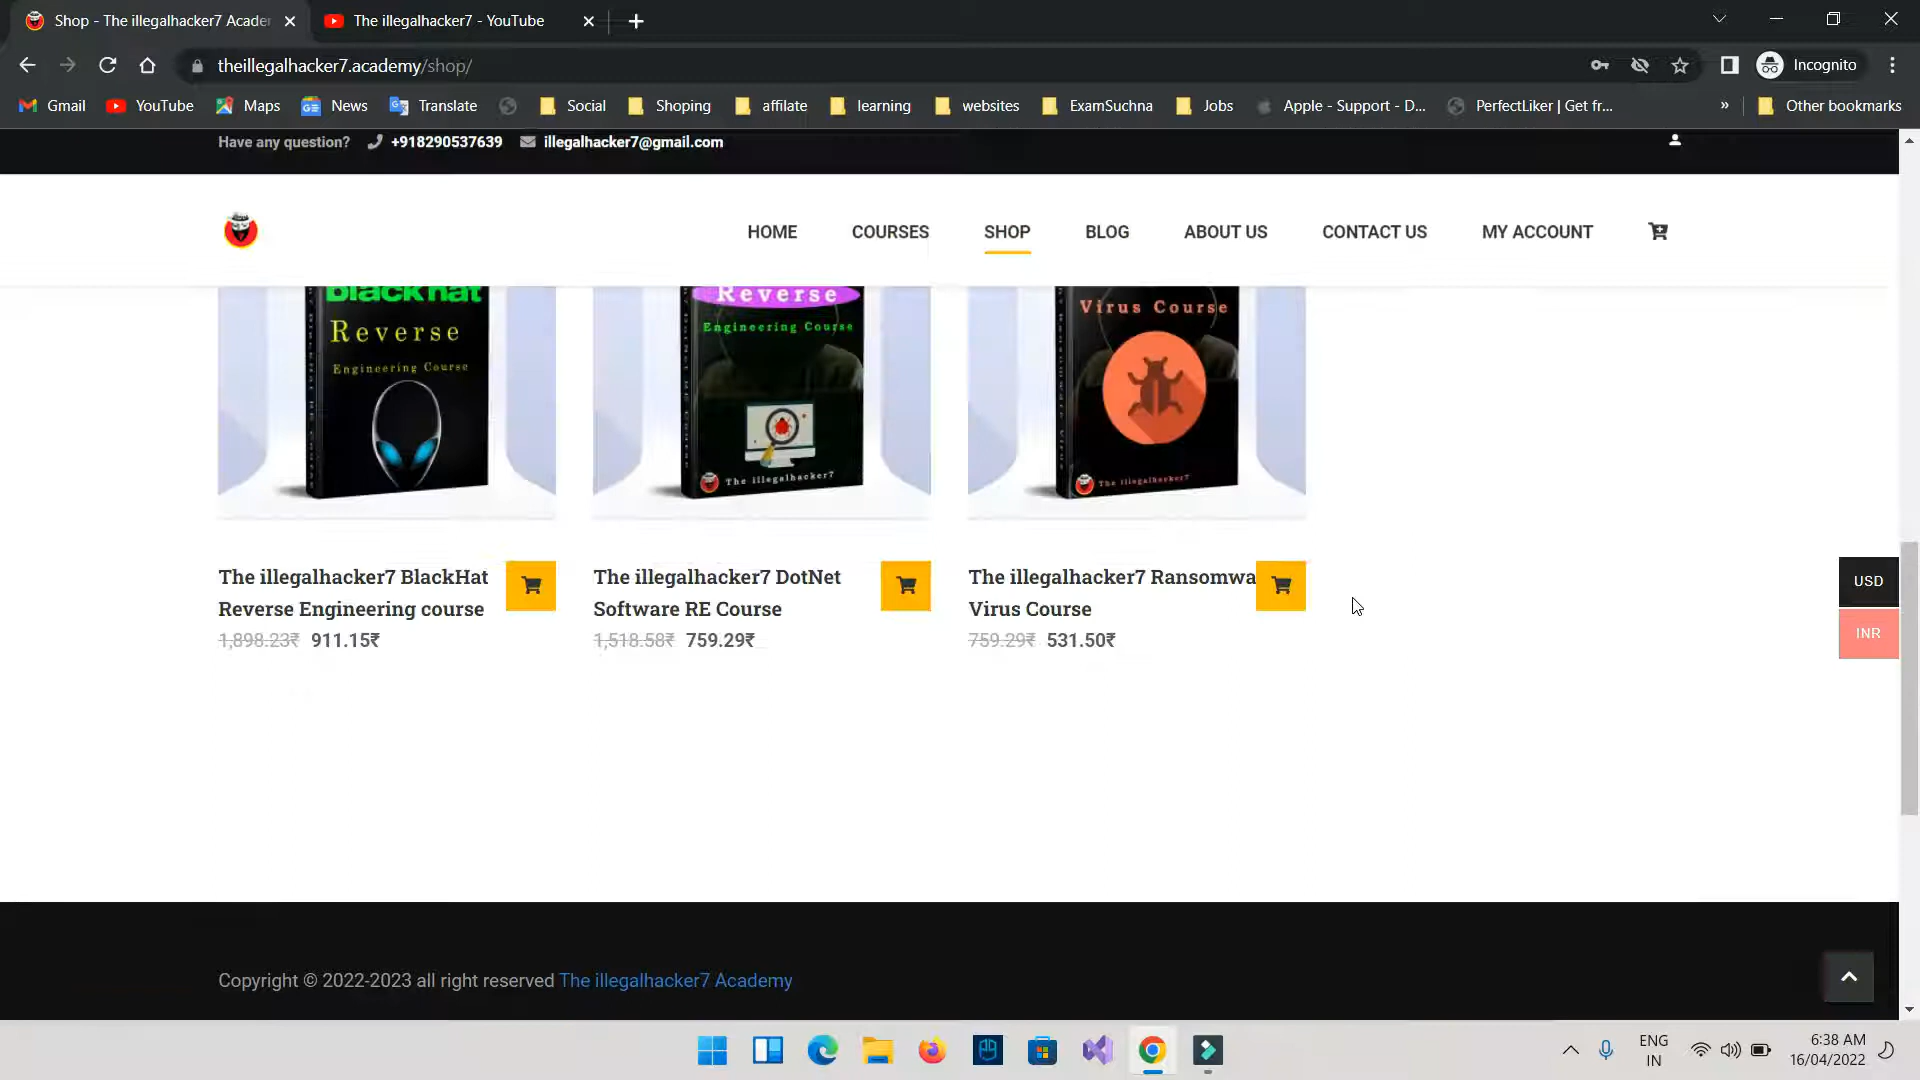 Shop - The illegalhacker7 Acade
The illegalhacker7 - YouTube
theillegalhacker7.academy/shop/
Incognito
Gmail
YouTube
Maps
News
Translate
Social
Shoping
affilate
learning
websites
ExamSuchna
Jobs
Apple - Support - D...
PerfectLiker | Get fr...
»
Other bookmarks
Have any question? +918290537639 illegalhacker7@gmail.com
HOME
COURSES
SHOP
BLOG
ABOUT US
CONTACT US
MY ACCOUNT
Blackhat
Reverse
Engineering Course
Reverse
Engineering Course
The illegalhacker7
Virus Course
The illegalhacker7
The illegalhacker7 BlackHat
Reverse Engineering course
1,898.23₹ 911.15₹
The illegalhacker7 DotNet
Software RE Course
1,518.58₹ 759.29₹
The illegalhacker7 Ransomwa
Virus Course
759.29₹ 531.50₹
USD
INR
Copyright © 2022-2023 all right reserved The illegalhacker7 Academy
ENG
IN
6:38 AM
16/04/2022